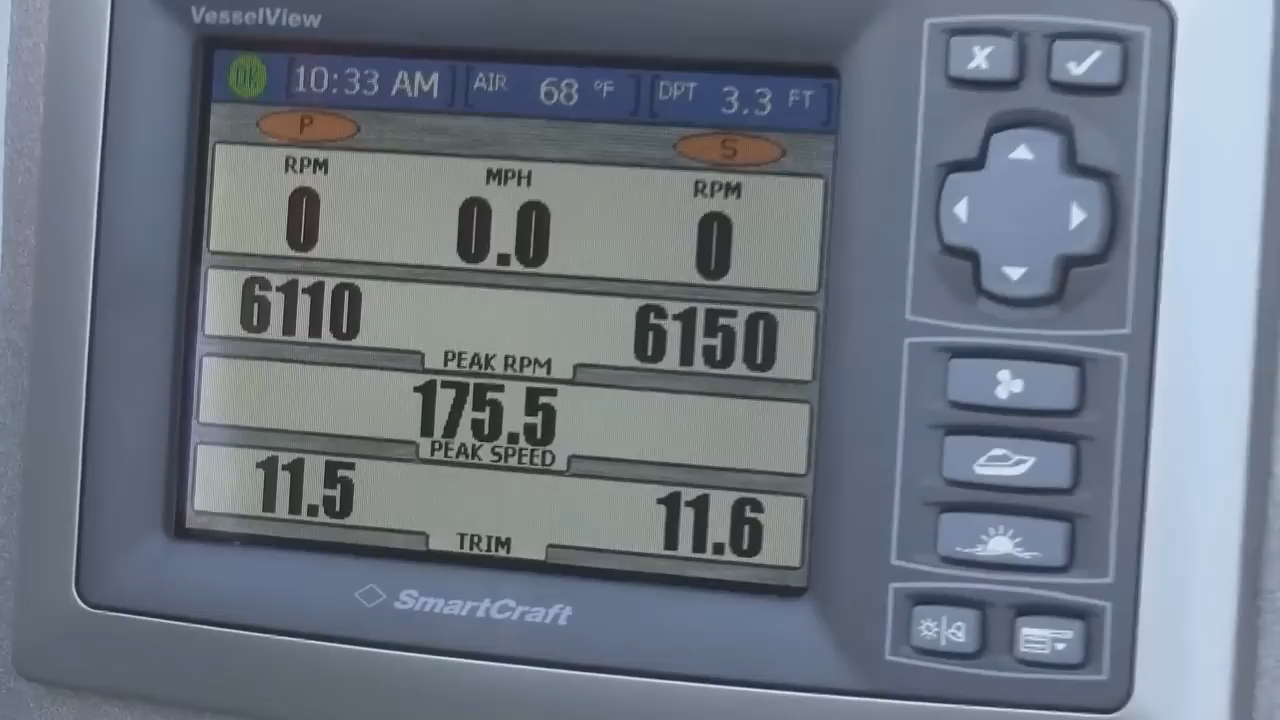 VesselView
OK 10:33 AM AIR 68 °F DPT 3.3 FT
P S
RPM MPH RPM
0 0.0 0
6110 6150
PEAK RPM
175.5
PEAK SPEED
11.5 11.6
TRIM
SmartCraft
X